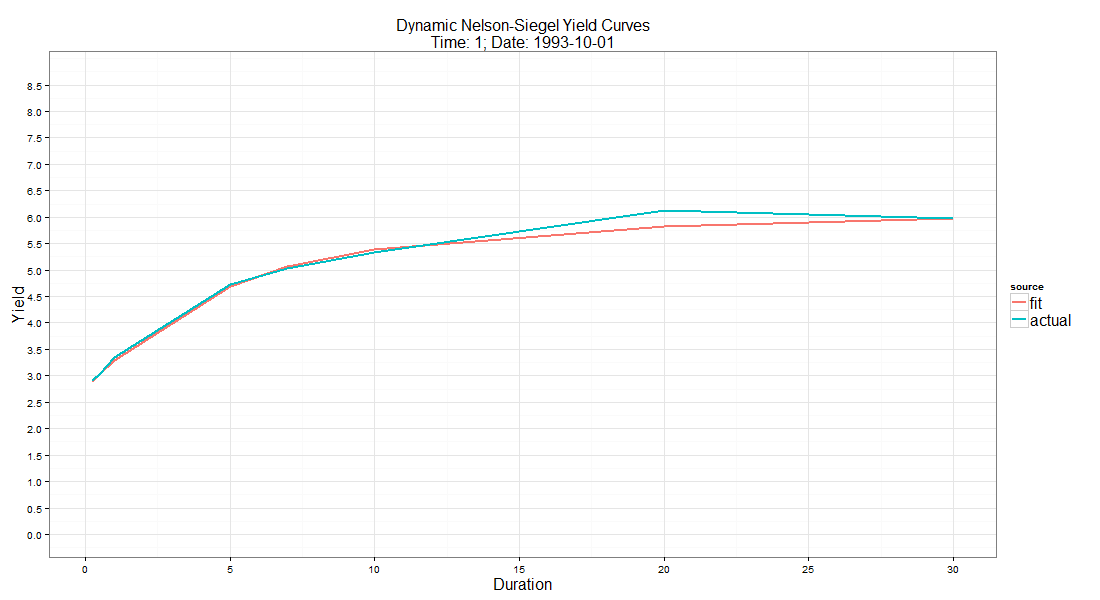 Dynamic Nelson-Siegel Yield Curves
Time: 1; Date: 1993-10-01
Yield
8.5
8.0
7.5
7.0
6.5
6.0
5.5
5.0
4.5
4.0
3.5
3.0
2.5
2.0
1.5
1.0
0.5
0.0
0 5 10 15 20 25 30
Duration
source
fit
actual